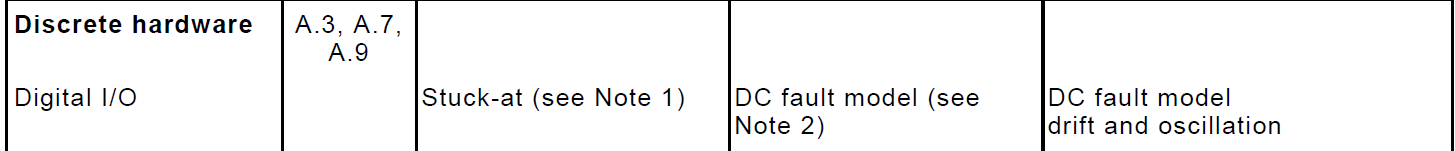 Discrete hardware
A.3, A.7,
A.9
Digital I/O
Stuck-at (see Note 1)
DC fault model (see
Note 2)
DC fault model
drift and oscillation